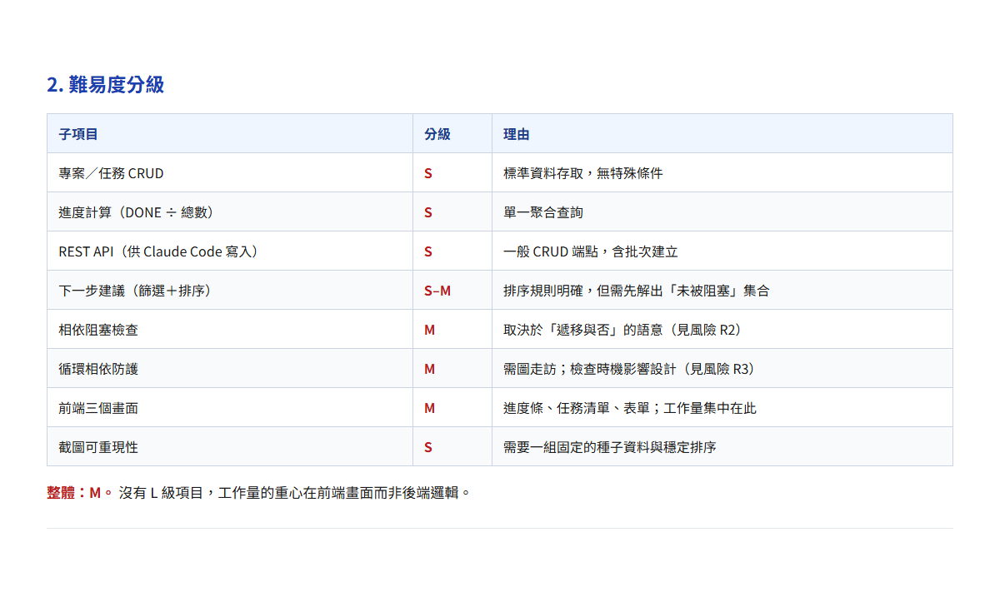 2. 難易度分級
子項目 分級 理由
專案／任務 CRUD S 標準資料存取，無特殊條件
進度計算（DONE ÷ 總數） S 單一聚合查詢
REST API（供 Claude Code 寫入） S 一般 CRUD 端點，含批次建立
下一步建議（篩選＋排序） S–M 排序規則明確，但需先解出「未被阻塞」集合
相依阻塞檢查 M 取決於「遞移與否」的語意（見風險 R2）
循環相依防護 M 需圖走訪；檢查時機影響設計（見風險 R3）
前端三個畫面 M 進度條、任務清單、表單；工作量集中在此
截圖可重現性 S 需要一組固定的種子資料與穩定排序
整體：M。 沒有 L 級項目，工作量的重心在前端畫面而非後端邏輯。